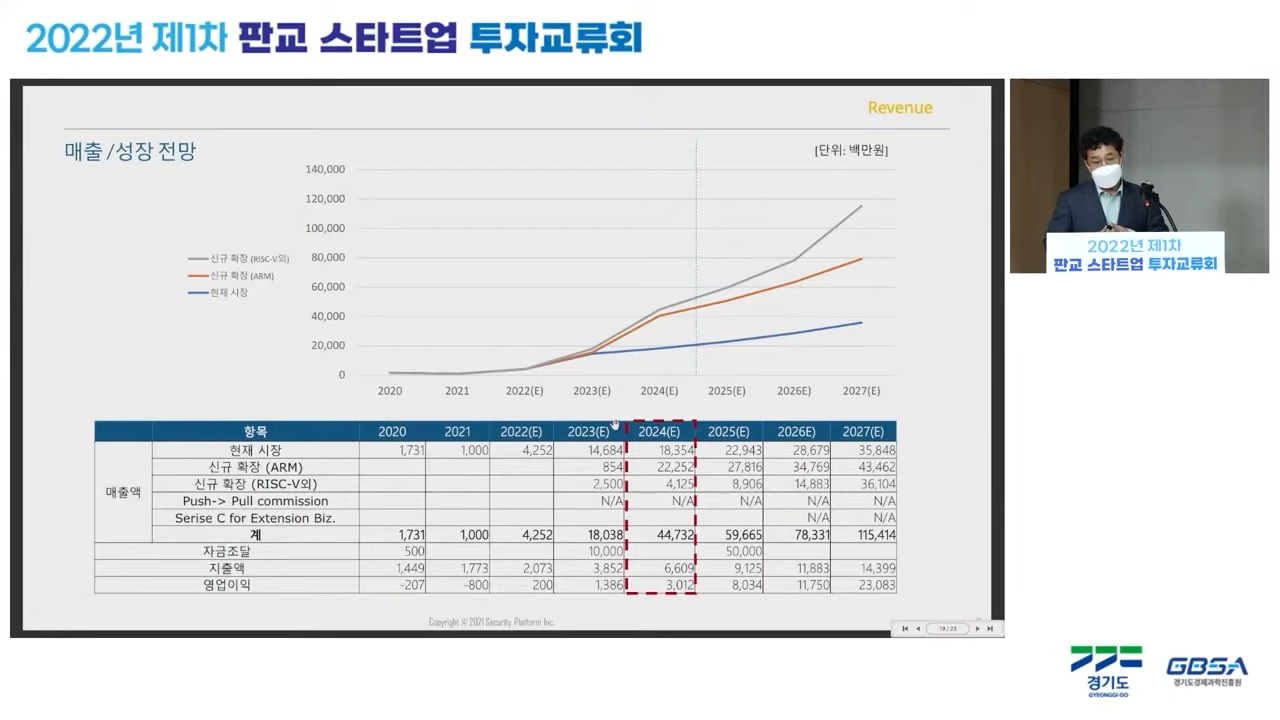 2022년 제1차 판교 스타트업 투자교류회
Revenue
매출 /성장 전망
[단위: 백만원]
140,000
120,000
100,000
80,000
60,000
40,000
20,000
0
신규 확장 (RISC-V외)
신규 확장 (ARM)
현재 시장
2020 2021 2022(E) 2023(E) 2024(E) 2025(E) 2026E) 2027(E)
항목 2020 2021 2022(E) 2023(E) 2024(E) 2025(E) 2026E) 2027(E)
매출액
현재 시장 1,731 1,000 4,252 14,684 18,354 22,943 28,679 35,848
신규 확장 (ARM) 854 22,252 27,816 34,769 43,462
신규 확장 (RISC-V외) 2,500 4,125 8,906 14,883 36,104
Push-> Pull commission N/A N/A N/A N/A N/A
Serise C for Extension Biz. N/A N/A
계 1,731 1,000 4,252 18,038 44,732 59,665 78,331 115,414
자금조달 500 10,000 50,000
지출액 1,449 1,773 2,073 3,852 6,609 9,125 11,883 14,399
영업이익 -207 -800 200 1,386 3,012 8,034 11,750 23,083
Copyright © 2021 Security Platform Inc.
19 / 23
2022년 제1차
판교 스타트업 투자교류회
경기도
GYEONGGI-DO
GBSA
경기도경제과학진흥원